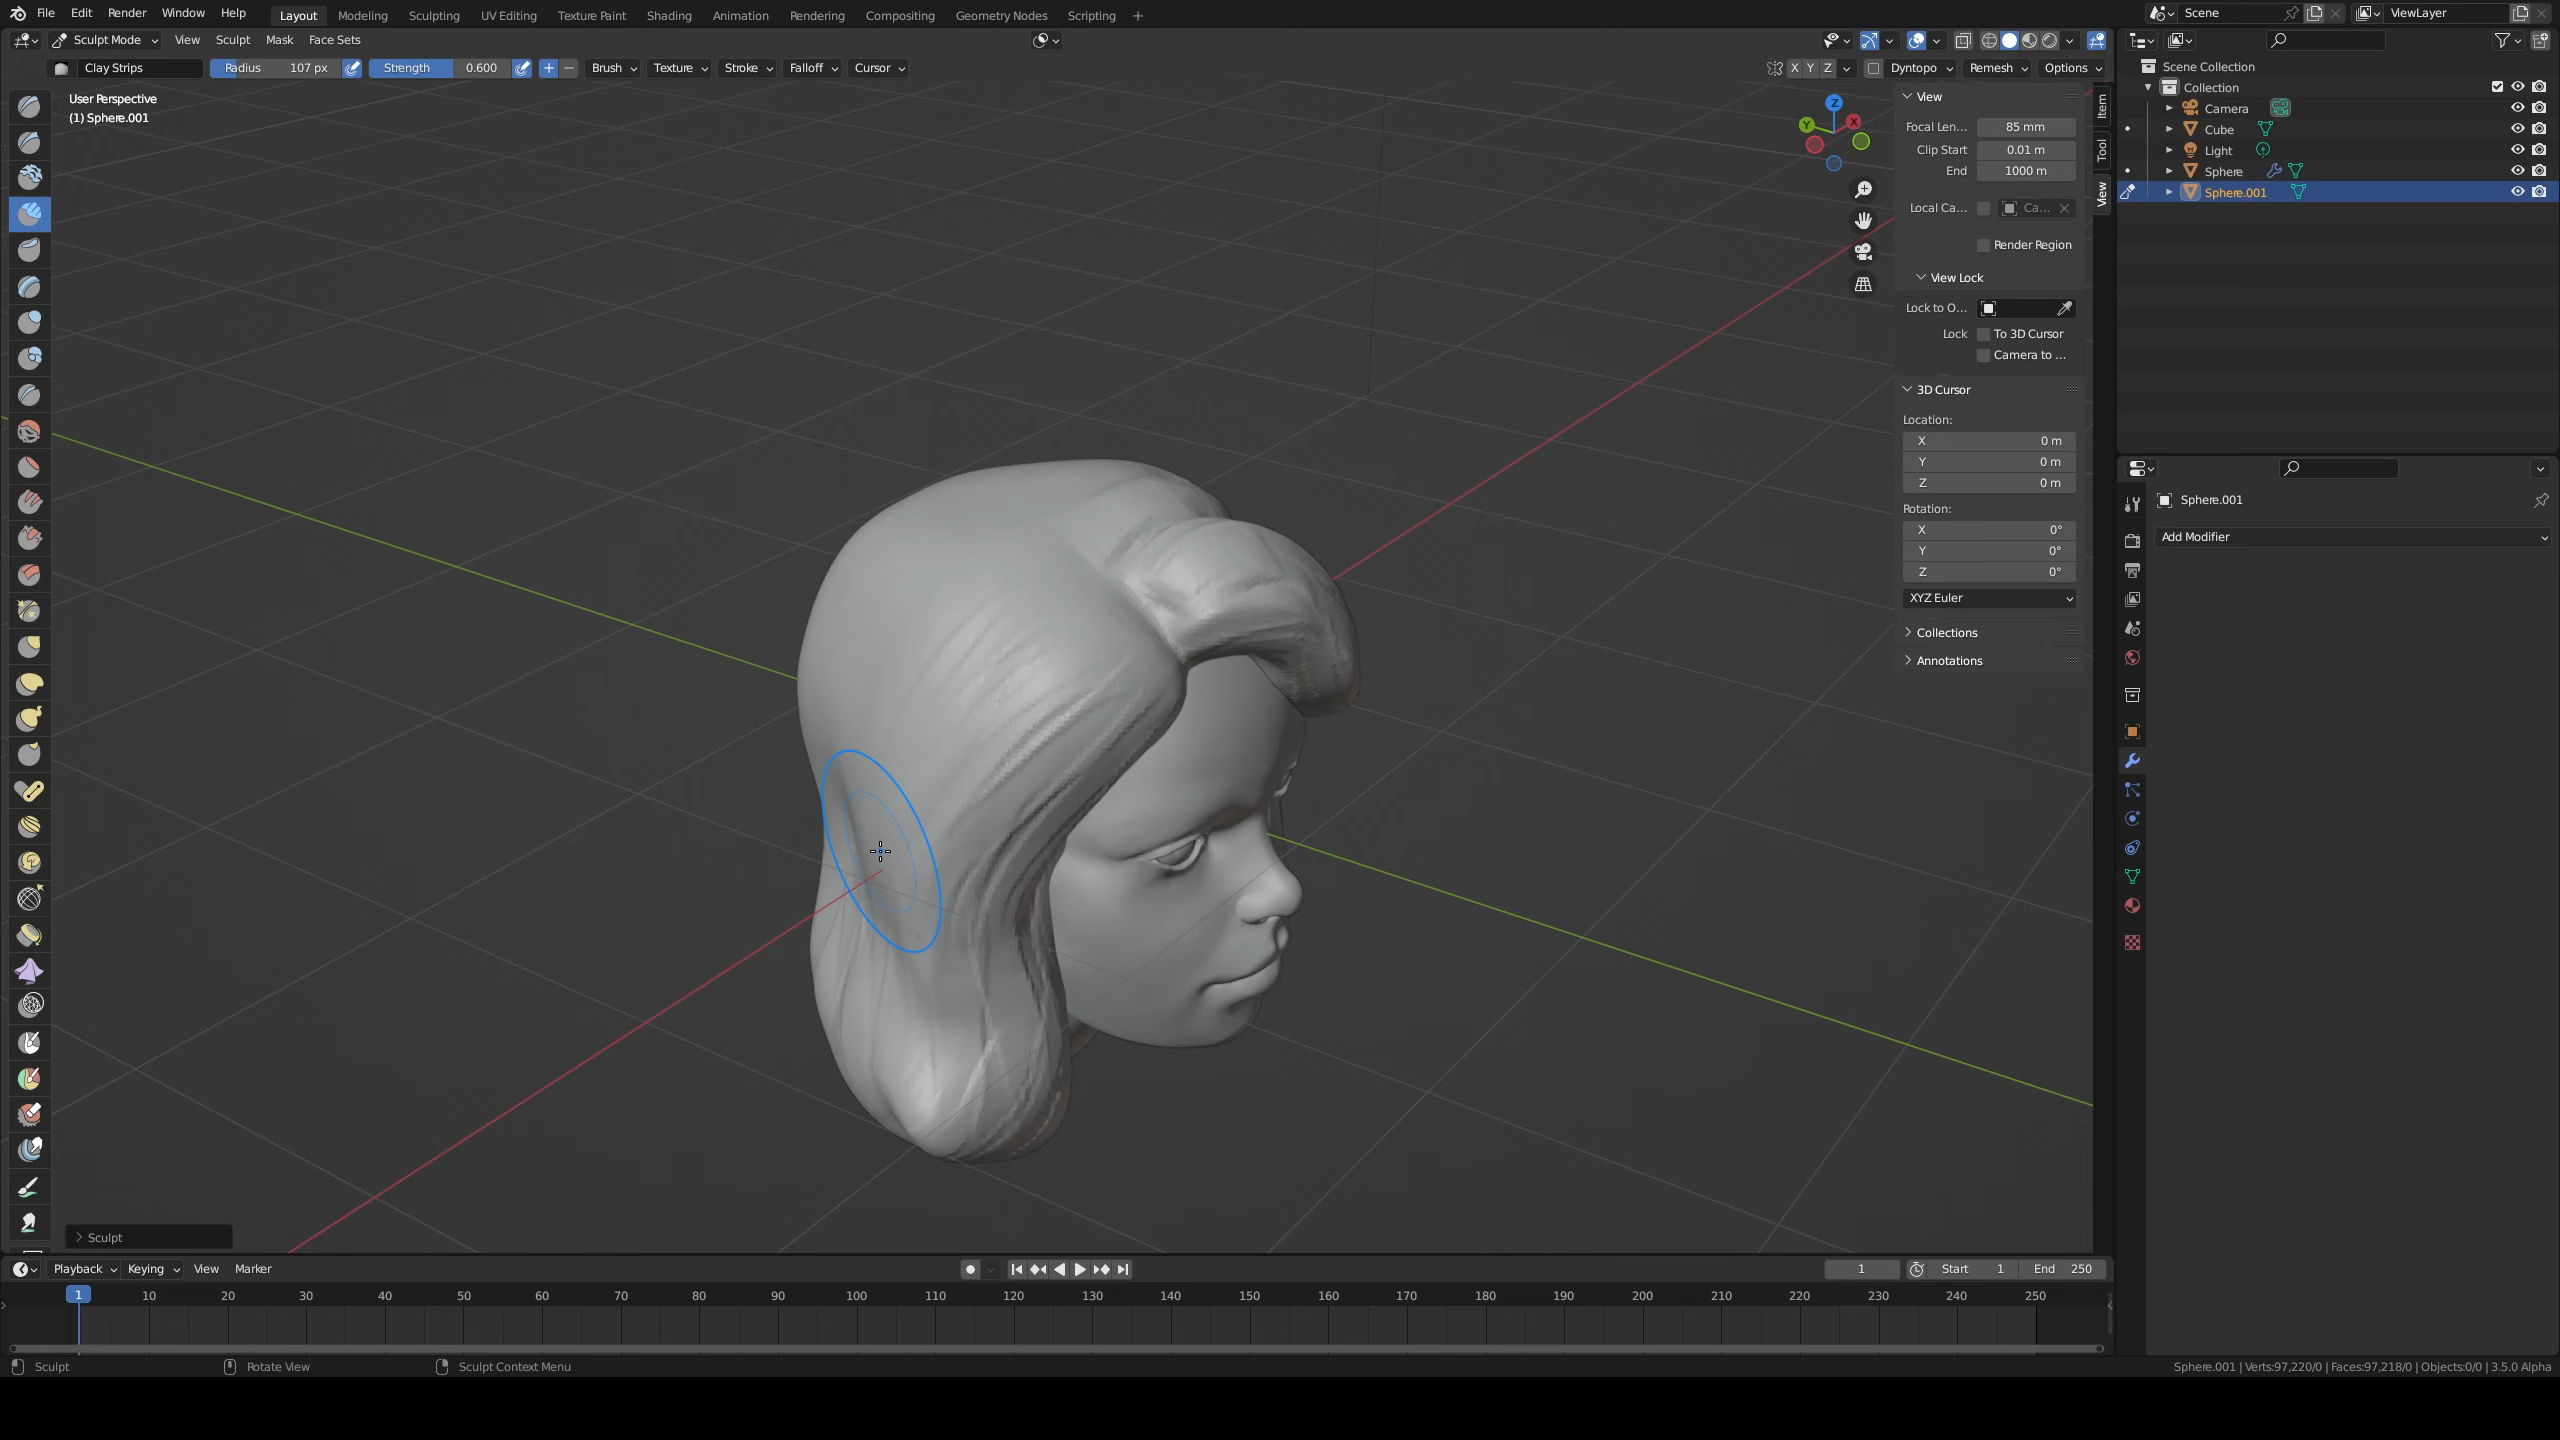 File Edit Render Window Help Layout Modeling Sculpting UV Editing Texture Paint Shading Animation Rendering Compositing Geometry Nodes Scripting + Scene ViewLayer
Sculpt Mode View Sculpt Mask Face Sets
Clay Strips Radius 107 px Strength 0.600 Brush Texture Stroke Falloff Cursor X Y Z Dyntopo Remesh Options
User Perspective
(1) Sphere.001
Z
Y
X
View
Focal Len... 85 mm
Clip Start 0.01 m
End 1000 m
Local Ca... Ca...
Render Region
View Lock
Lock to O...
Lock To 3D Cursor
Camera to ...
3D Cursor
Location:
X 0 m
Y 0 m
Z 0 m
Rotation:
X 0°
Y 0°
Z 0°
XYZ Euler
Collections
Annotations
Item
Tool
View
Scene Collection
Collection
Camera
Cube
Light
Sphere
Sphere.001
Sphere.001
Add Modifier
Sculpt
Playback Keying View Marker 1 Start 1 End 250
1 10 20 30 40 50 60 70 80 90 100 110 120 130 140 150 160 170 180 190 200 210 220 230 240 250
Sculpt Rotate View Sculpt Context Menu Sphere.001 | Verts:97,220/0 | Faces:97,218/0 | Objects:0/0 | 3.5.0 Alpha